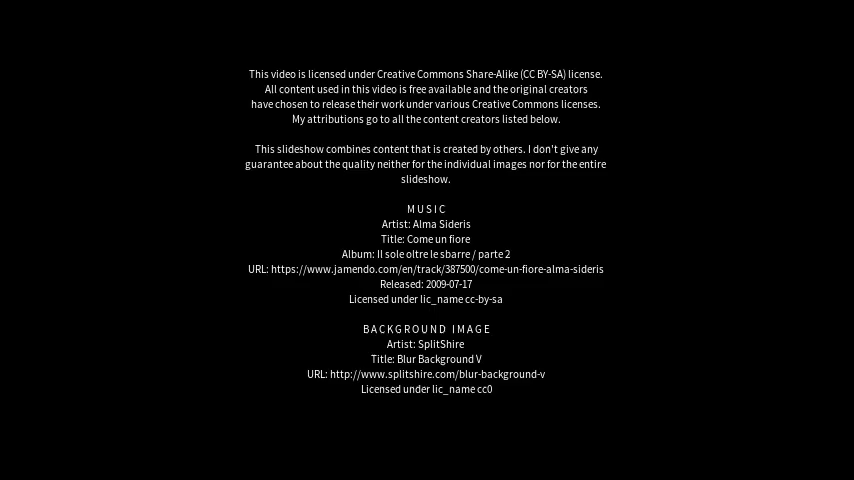 This video is licensed under Creative Commons Share-Alike (CC BY-SA) license.
All content used in this video is free available and the original creators
have chosen to release their work under various Creative Commons licenses.
My attributions go to all the content creators listed below.
This slideshow combines content that is created by others. I don't give any
guarantee about the quality neither for the individual images nor for the entire
slideshow.
MUSIC
Artist: Alma Sideris
Title: Come un fiore
Album: Il sole oltre le sbarre / parte 2
URL: https://www.jamendo.com/en/track/387500/come-un-fiore-alma-sideris
Released: 2009-07-17
Licensed under lic_name cc-by-sa
BACKGROUND IMAGE
Artist: SplitShire
Title: Blur Background V
URL: http://www.splitshire.com/blur-background-v
Licensed under lic_name cc0